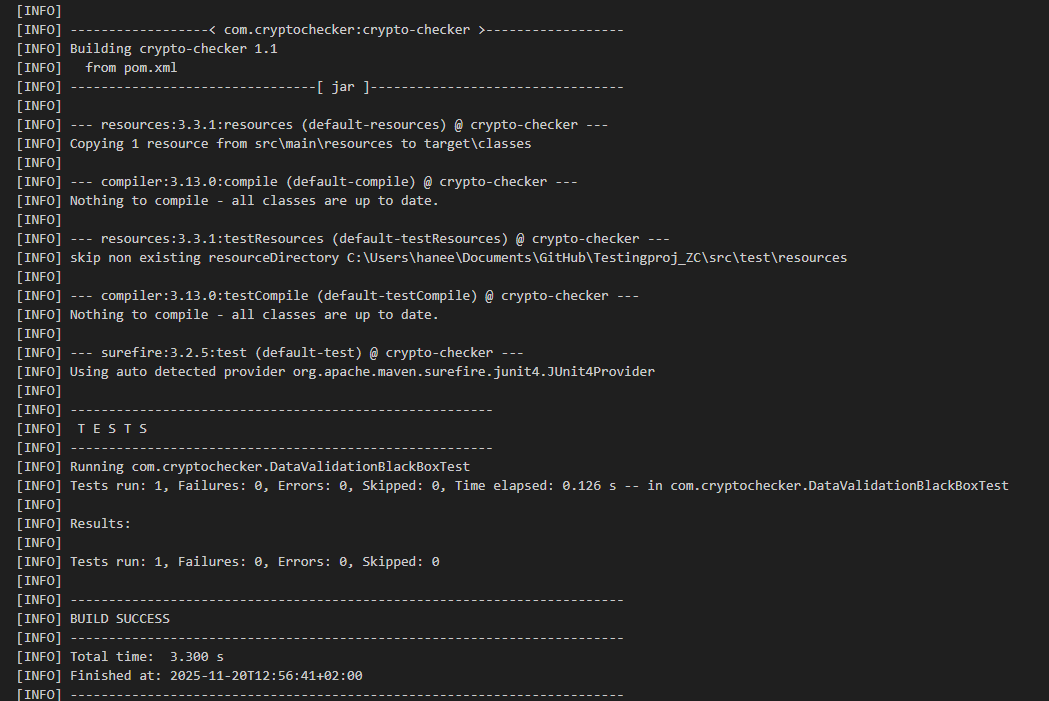 [INFO]
[INFO] ------------------< com.cryptochecker:crypto-checker >------------------
[INFO] Building crypto-checker 1.1
[INFO]   from pom.xml
[INFO] --------------------------------[ jar ]---------------------------------
[INFO]
[INFO] --- resources:3.3.1:resources (default-resources) @ crypto-checker ---
[INFO] Copying 1 resource from src\main\resources to target\classes
[INFO]
[INFO] --- compiler:3.13.0:compile (default-compile) @ crypto-checker ---
[INFO] Nothing to compile - all classes are up to date.
[INFO]
[INFO] --- resources:3.3.1:testResources (default-testResources) @ crypto-checker ---
[INFO] skip non existing resourceDirectory C:\Users\hanee\Documents\GitHub\Testingproj_ZC\src\test\resources
[INFO]
[INFO] --- compiler:3.13.0:testCompile (default-testCompile) @ crypto-checker ---
[INFO] Nothing to compile - all classes are up to date.
[INFO]
[INFO] --- surefire:3.2.5:test (default-test) @ crypto-checker ---
[INFO] Using auto detected provider org.apache.maven.surefire.junit4.JUnit4Provider
[INFO]
[INFO] -------------------------------------------------------
[INFO]  T E S T S
[INFO] -------------------------------------------------------
[INFO] Running com.cryptochecker.DataValidationBlackBoxTest
[INFO] Tests run: 1, Failures: 0, Errors: 0, Skipped: 0, Time elapsed: 0.126 s -- in com.cryptochecker.DataValidationBlackBoxTest
[INFO]
[INFO] Results:
[INFO]
[INFO] Tests run: 1, Failures: 0, Errors: 0, Skipped: 0
[INFO]
[INFO] ------------------------------------------------------------------------
[INFO] BUILD SUCCESS
[INFO] ------------------------------------------------------------------------
[INFO] Total time:  3.300 s
[INFO] Finished at: 2025-11-20T12:56:41+02:00
[INFO] ------------------------------------------------------------------------